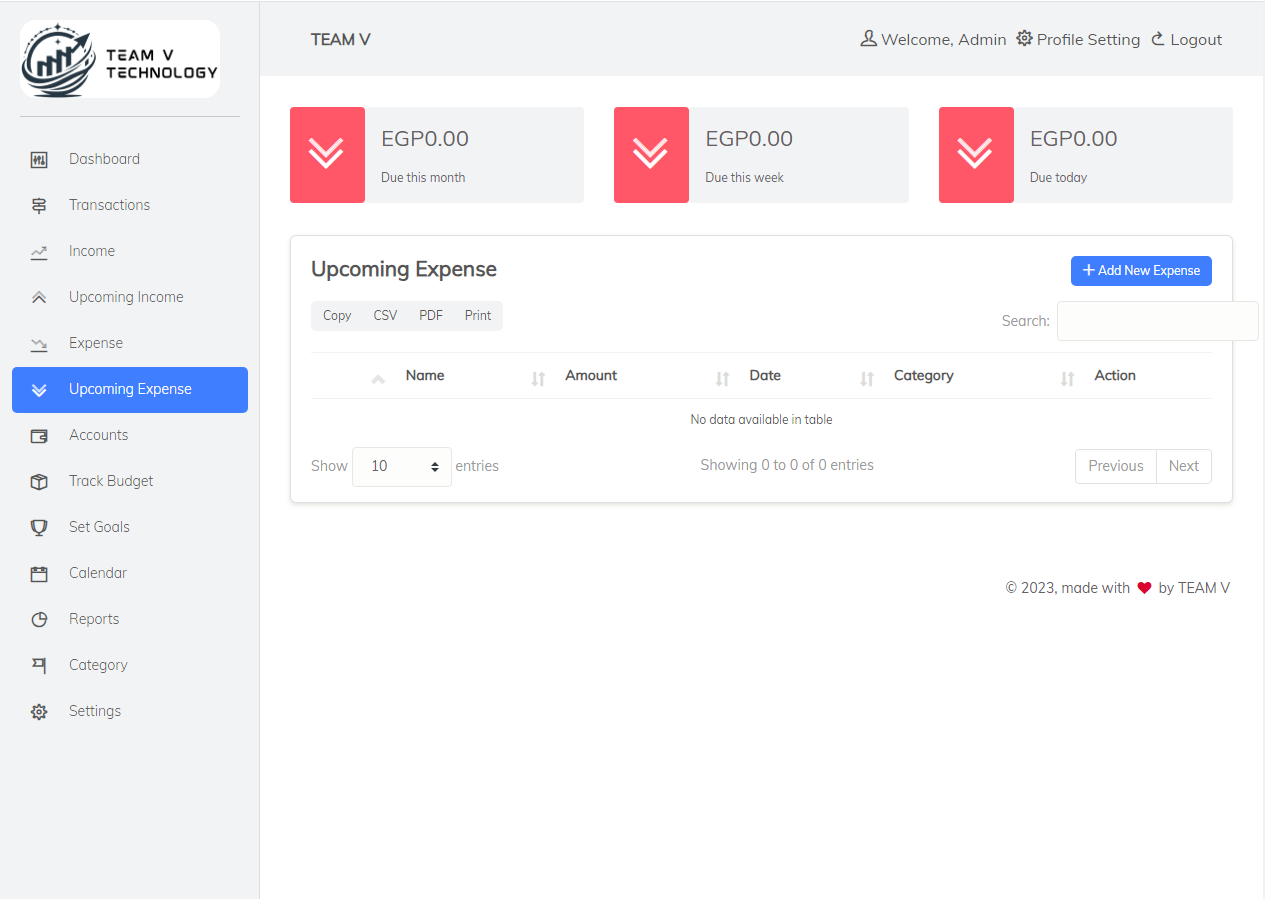 TEAM V
TECHNOLOGY
TEAM V
Welcome, Admin Profile Setting Logout
Dashboard
Transactions
Income
Upcoming Income
Expense
Upcoming Expense
Accounts
Track Budget
Set Goals
Calendar
Reports
Category
Settings
EGP0.00
Due this month
EGP0.00
Due this week
EGP0.00
Due today
Upcoming Expense
Add New Expense
Copy CSV PDF Print
Search:
Name Amount Date Category Action
No data available in table
Show 10 entries
Showing 0 to 0 of 0 entries
Previous Next
© 2023, made with ❤ by TEAM V